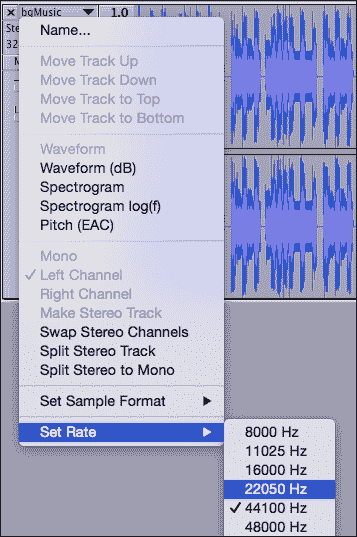 × bgMusic ▼ 1.0
Ste
32
M
L
Name...
Move Track Up
Move Track Down
Move Track to Top
Move Track to Bottom
Waveform
Waveform (dB)
Spectrogram
Spectrogram log(f)
Pitch (EAC)
Mono
✓ Left Channel
Right Channel
Make Stereo Track
Swap Stereo Channels
Split Stereo Track
Split Stereo to Mono
Set Sample Format ▶
Set Rate ▶
8000 Hz
11025 Hz
16000 Hz
22050 Hz
✓ 44100 Hz
48000 Hz